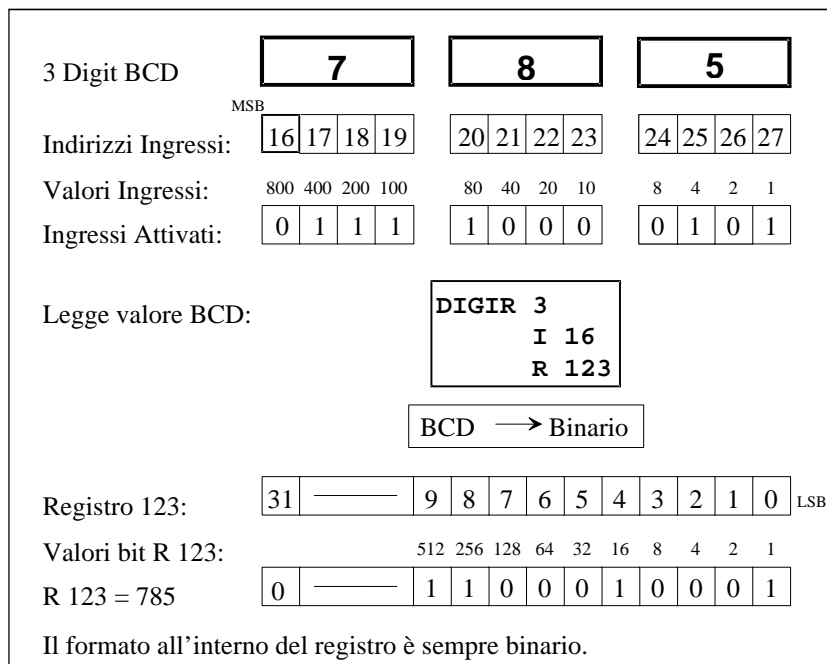 3 Digit BCD 7 8 5
MSB
Indirizzi Ingressi: 16 17 18 19 20 21 22 23 24 25 26 27
Valori Ingressi: 800 400 200 100 80 40 20 10 8 4 2 1
Ingressi Attivati: 0 1 1 1 1 0 0 0 0 1 0 1
Legge valore BCD: DIGIR 3
I 16
R 123
BCD → Binario
Registro 123: 31 9 8 7 6 5 4 3 2 1 0 LSB
Valori bit R 123: 512 256 128 64 32 16 8 4 2 1
R 123 = 785 0 1 1 0 0 0 1 0 0 0 1
Il formato all'interno del registro è sempre binario.